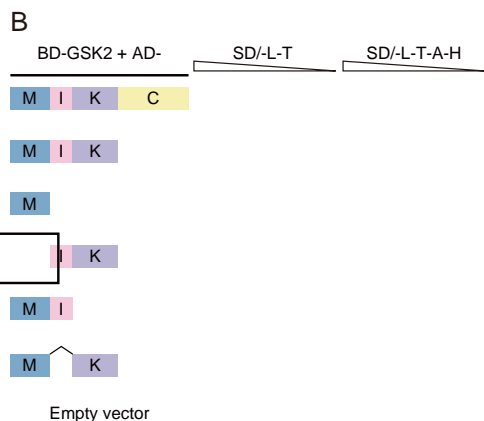 B
BD-GSK2 + AD- SD/-L-T SD/-L-T-A-H
M I K C
M I K
M
I K
M I
M K
Empty vector